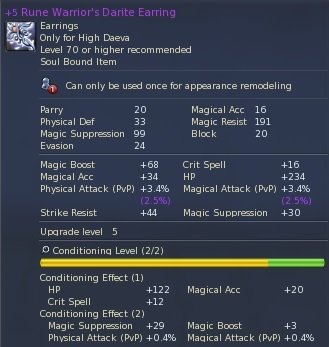 +5 Rune Warrior's Darite Earring
Earrings
Only for High Daeva
Level 70 or higher recommended
Soul Bound Item
1 Can only be used once for appearance remodeling
Parry 20 Magical Acc 16
Physical Def 33 Magic Resist 191
Magic Suppression 99 Block 20
Evasion 24
Magic Boost +68 Crit Spell +16
Magical Acc +34 HP +234
Physical Attack (PvP) +3.4% Magical Attack (PvP) +3.4%
(2.5%) (2.5%)
Strike Resist +44 Magic Suppression +30
Upgrade level 5
Conditioning Level (2/2)
Conditioning Effect (1)
HP +122 Magical Acc +20
Crit Spell +12
Conditioning Effect (2)
Magic Suppression +29 Magic Boost +3
Physical Attack (PvP) +0.4% Magical Attack (PvP) +0.4%